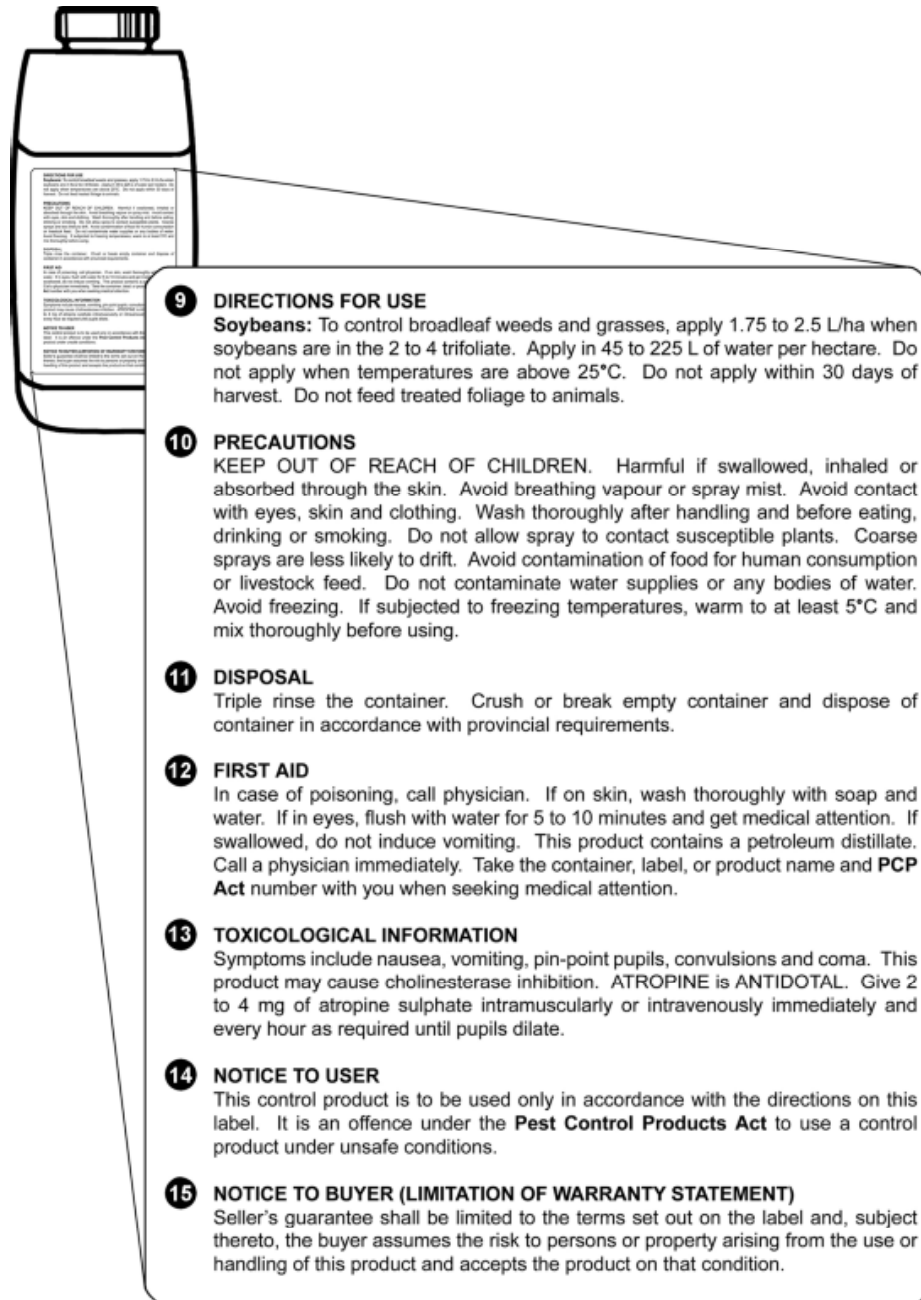 9 DIRECTIONS FOR USE
Soybeans: To control broadleaf weeds and grasses, apply 1.75 to 2.5 L/ha when
soybeans are in the 2 to 4 trifoliate. Apply in 45 to 225 L of water per hectare. Do
not apply when temperatures are above 25°C. Do not apply within 30 days of
harvest. Do not feed treated foliage to animals.
10 PRECAUTIONS
KEEP OUT OF REACH OF CHILDREN. Harmful if swallowed, inhaled or
absorbed through the skin. Avoid breathing vapour or spray mist. Avoid contact
with eyes, skin and clothing. Wash thoroughly after handling and before eating,
drinking or smoking. Do not allow spray to contact susceptible plants. Coarse
sprays are less likely to drift. Avoid contamination of food for human consumption
or livestock feed. Do not contaminate water supplies or any bodies of water.
Avoid freezing. If subjected to freezing temperatures, warm to at least 5°C and
mix thoroughly before using.
11 DISPOSAL
Triple rinse the container. Crush or break empty container and dispose of
container in accordance with provincial requirements.
12 FIRST AID
In case of poisoning, call physician. If on skin, wash thoroughly with soap and
water. If in eyes, flush with water for 5 to 10 minutes and get medical attention. If
swallowed, do not induce vomiting. This product contains a petroleum distillate.
Call a physician immediately. Take the container, label, or product name and PCP
Act number with you when seeking medical attention.
13 TOXICOLOGICAL INFORMATION
Symptoms include nausea, vomiting, pin-point pupils, convulsions and coma. This
product may cause cholinesterase inhibition. ATROPINE is ANTIDOTAL. Give 2
to 4 mg of atropine sulphate intramuscularly or intravenously immediately and
every hour as required until pupils dilate.
14 NOTICE TO USER
This control product is to be used only in accordance with the directions on this
label. It is an offence under the Pest Control Products Act to use a control
product under unsafe conditions.
15 NOTICE TO BUYER (LIMITATION OF WARRANTY STATEMENT)
Seller's guarantee shall be limited to the terms set out on the label and, subject
thereto, the buyer assumes the risk to persons or property arising from the use or
handling of this product and accepts the product on that condition.